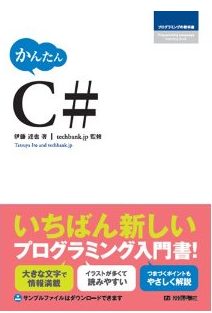 プログラミングの教科書
かんたん
C#
伊藤 達也 著 techbank.jp 監修
Tatsuya Ito and techbank.jp
いちばん新しい
プログラミング入門書!
大きな文字で
情報満載
イラストが多くて
読みやすい
つまづくポイントも
やさしく解説
サンプルファイルはダウンロードできます
技術評論社